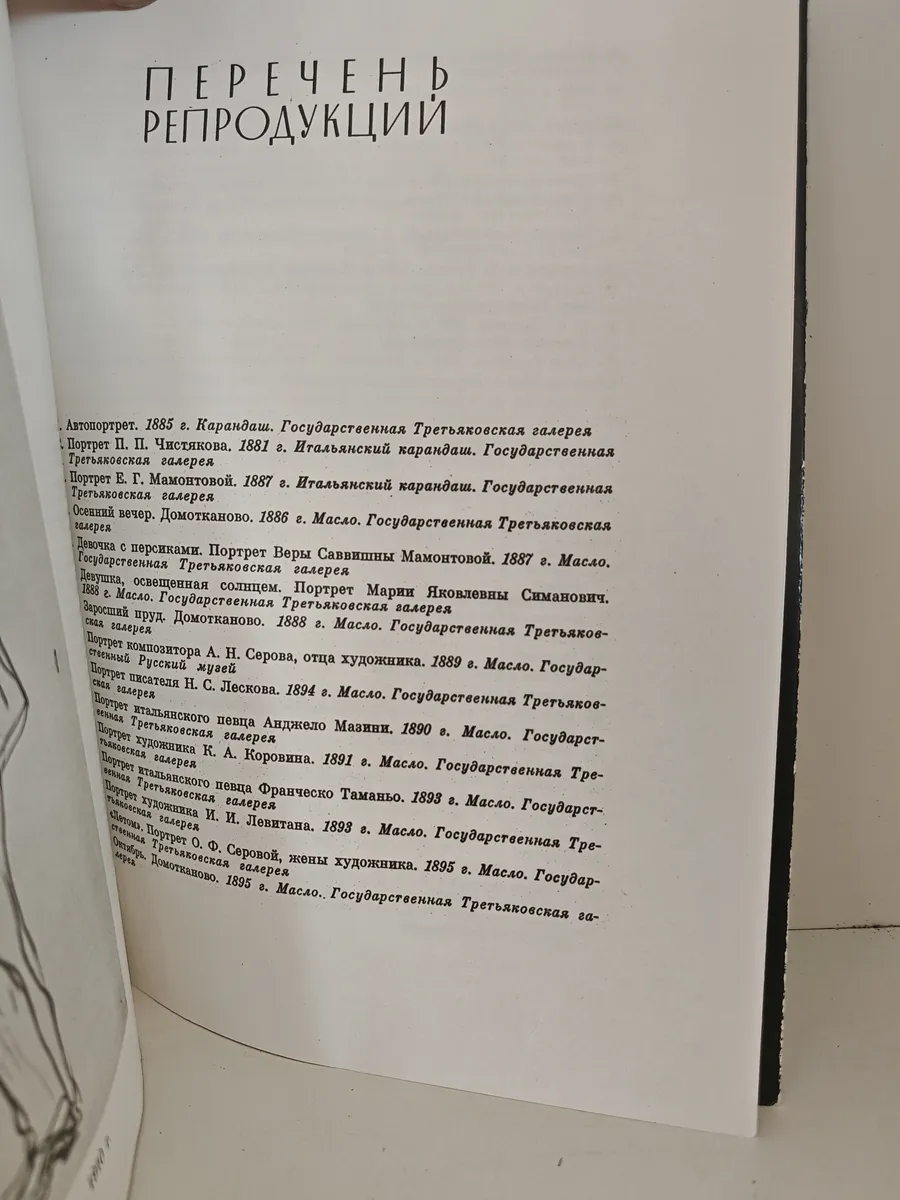 ПЕРЕЧЕНЬ
РЕПРОДУКЦИЙ
. Автопортрет. 1885 г. Карандаш. Государственная Третьяковская галерея
. Портрет П. П. Чистякова. 1881 г. Итальянский карандаш. Государственная
Третьяковская галерея
. Портрет Е. Г. Мамонтовой. 1887 г. Итальянский карандаш. Государственная
Третьяковская галерея
. Осенний вечер. Домотканово. 1886 г. Масло. Государственная Третьяковская
галерея
. Девочка с персиками. Портрет Веры Саввишны Мамонтовой. 1887 г. Масло.
Государственная Третьяковская галерея
Девушка, освещенная солнцем. Портрет Марии Яковлевны Симанович.
1888 г. Масло. Государственная Третьяковская галерея
Заросший пруд. Домотканово. 1888 г. Масло. Государственная Третьяков-
ская галерея
Портрет композитора А. Н. Серова, отца художника. 1889 г. Масло. Государ-
ственный Русский музей
Портрет писателя Н. С. Лескова. 1894 г. Масло. Государственная Третьяков-
ская галерея
Портрет итальянского певца Анджело Мазини. 1890 г. Масло. Государст-
венная Третьяковская галерея
Портрет художника К. А. Коровина. 1891 г. Масло. Государственная Тре-
тьяковская галерея
Портрет итальянского певца Франческо Таманьо. 1893 г. Масло. Государст-
венная Третьяковская галерея
Портрет художника И. И. Левитана. 1893 г. Масло. Государственная Тре-
тьяковская галерея
«Летом». Портрет О. Ф. Серовой, жены художника. 1895 г. Масло. Государ-
ственная Третьяковская галерея
Октябрь. Домотканово. 1895 г. Масло. Государственная Третьяковская га-
лерея